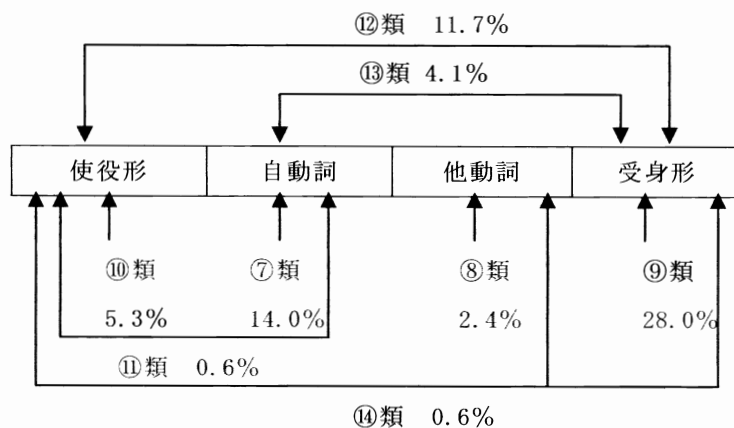 ⑫類 11.7%
⑬類 4.1%
使役形 自動詞 他動詞 受身形
⑩類 ⑦類 ⑧類 ⑨類
5.3% 14.0% 2.4% 28.0%
⑪類 0.6%
⑭類 0.6%